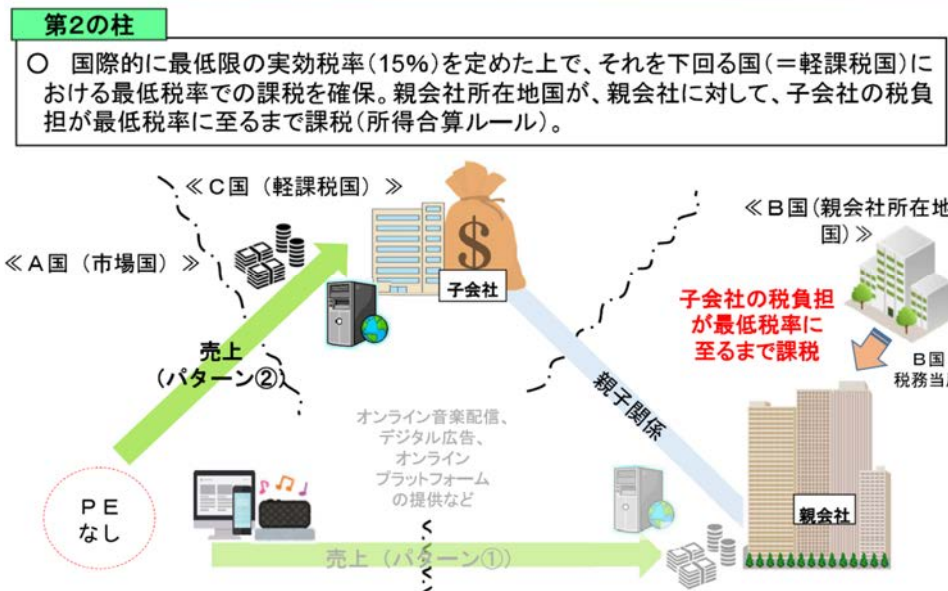 第2の柱
○ 国際的に最低限の実効税率(15%)を定めた上で、それを下回る国(=軽課税国)に
おける最低税率での課税を確保。親会社所在地国が、親会社に対して、子会社の税負
担が最低税率に至るまで課税(所得合算ルール)。
≪C国(軽課税国)≫
≪B国(親会社所在地
国)≫
≪A国(市場国)≫
$
子会社
子会社の税負担
が最低税率に
至るまで課税
B国
税務当局
売上
(パターン②)
親子関係
オンライン音楽配信、
デジタル広告、
オンライン
プラットフォーム
の提供など
PE
なし
親会社
売上(パターン①)